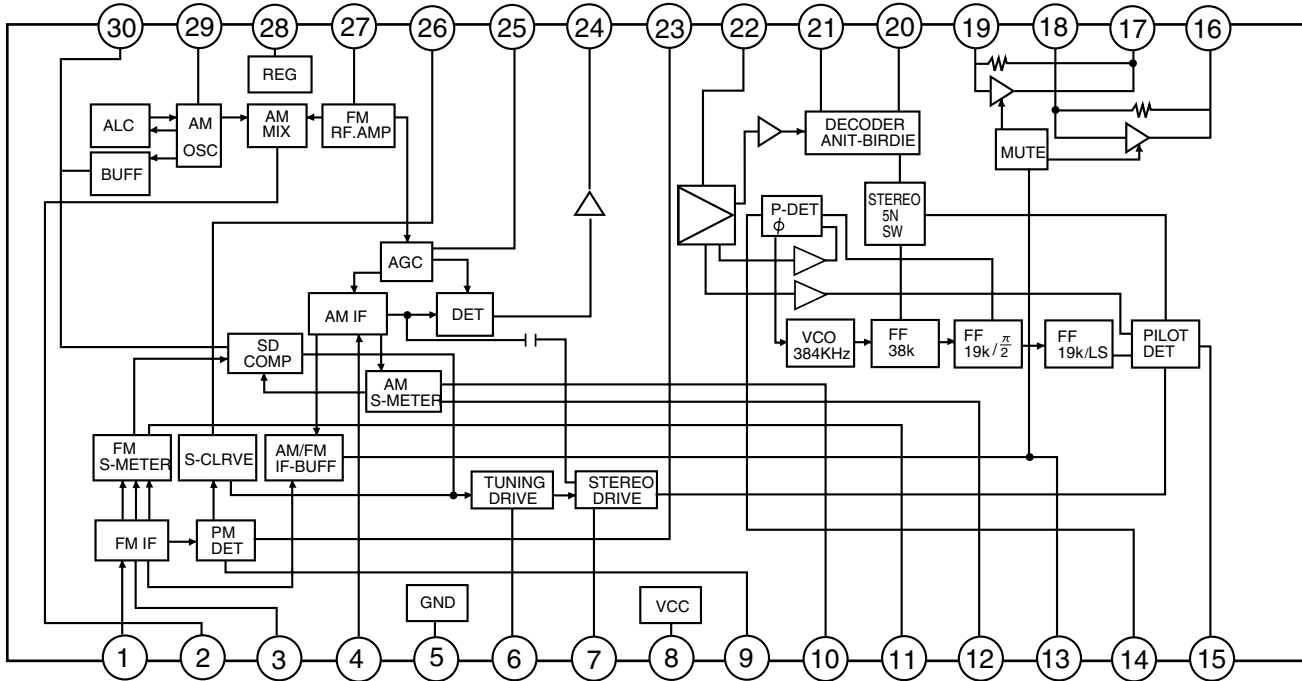 30 29 28 27 26 25 24 23 22 21 20 19 18 17 16
REG
ALC
AM
OSC
AM
MIX
FM
RF.AMP
DECODER
ANIT-BIRDIE
MUTE
BUFF
STEREO
5N
SW
P-DET
ϕ
AGC
AM IF
DET
SD
COMP
VCO
384KHz
FF
38k
FF
19k/π/2
FF
19k/LS
PILOT
DET
AM
S-METER
FM
S-METER
S-CLRVE
AM/FM
IF-BUFF
TUNING
DRIVE
STEREO
DRIVE
FM IF
PM
DET
GND
VCC
1 2 3 4 5 6 7 8 9 10 11 12 13 14 15